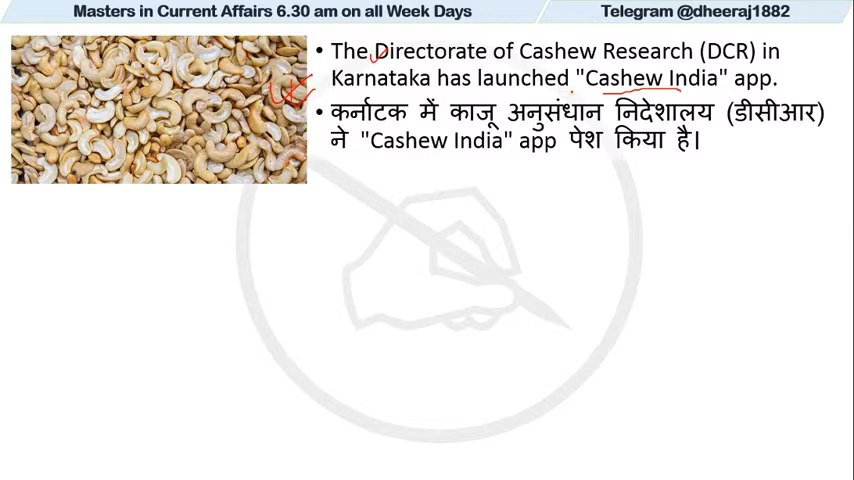 Masters in Current Affairs 6.30 am on all Week Days
Telegram @dheeraj1882
• The Directorate of Cashew Research (DCR) in
Karnataka has launched "Cashew India" app.
• कर्नाटक में काजू अनुसंधान निदेशालय (डीसीआर)
ने "Cashew India" app पेश किया है।